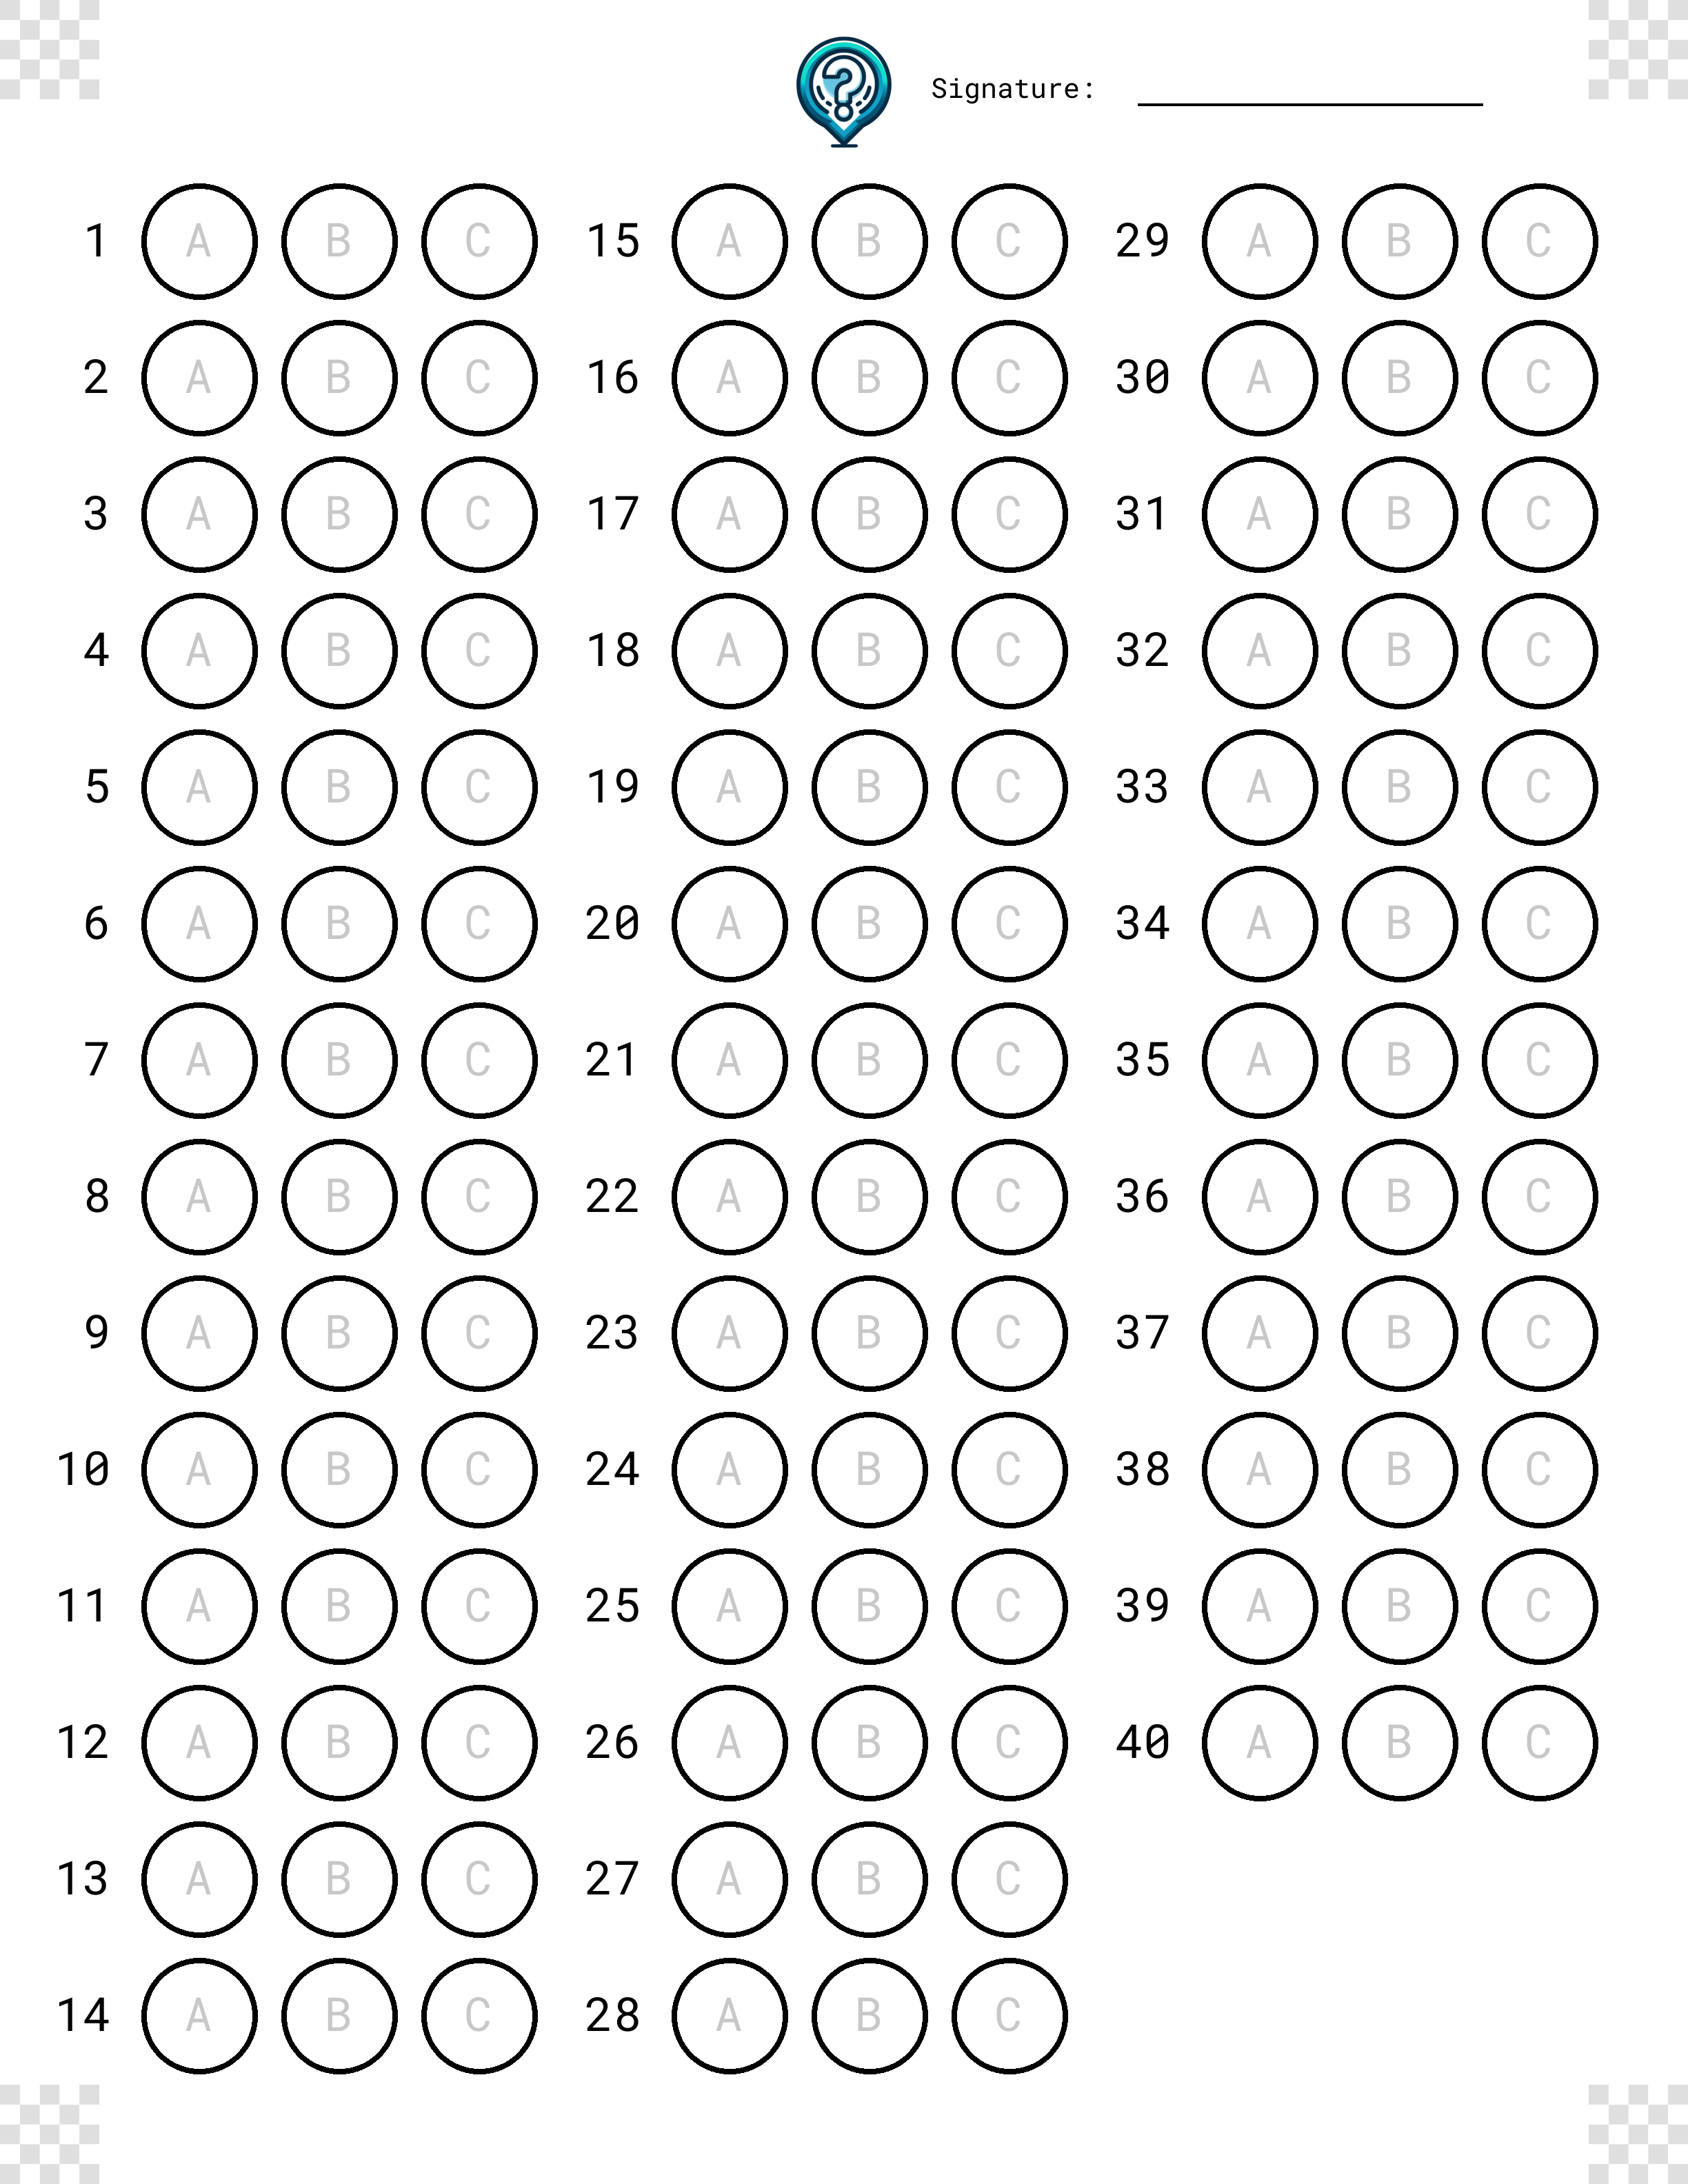 Signature:
1 A B C
2 A B C
3 A B C
4 A B C
5 A B C
6 A B C
7 A B C
8 A B C
9 A B C
10 A B C
11 A B C
12 A B C
13 A B C
14 A B C
15 A B C
16 A B C
17 A B C
18 A B C
19 A B C
20 A B C
21 A B C
22 A B C
23 A B C
24 A B C
25 A B C
26 A B C
27 A B C
28 A B C
29 A B C
30 A B C
31 A B C
32 A B C
33 A B C
34 A B C
35 A B C
36 A B C
37 A B C
38 A B C
39 A B C
40 A B C